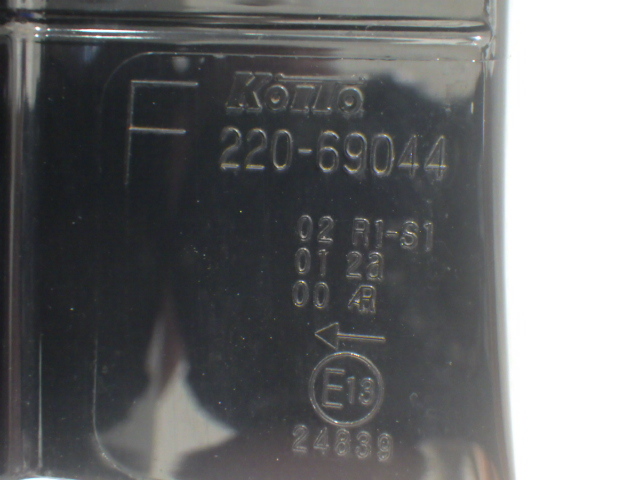 F
Koito
220-69044
02 R1-S1
01 2a
00 AR
←
E13
24839